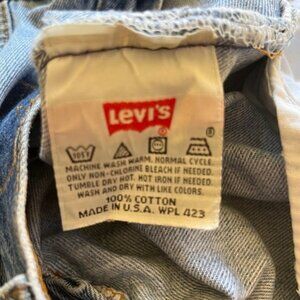 LEVI'S
®
105F
MACHINE WASH WARM. NORMAL CYCLE.
ONLY CHLORINE BLEACH IF NEEDED.
TUMBLE DRY HOT. HOT IRON IF NEEDED.
WASH AND DRY WITH LIKE COLORS.
100% COTTON
MADE IN U.S.A. WPL 423